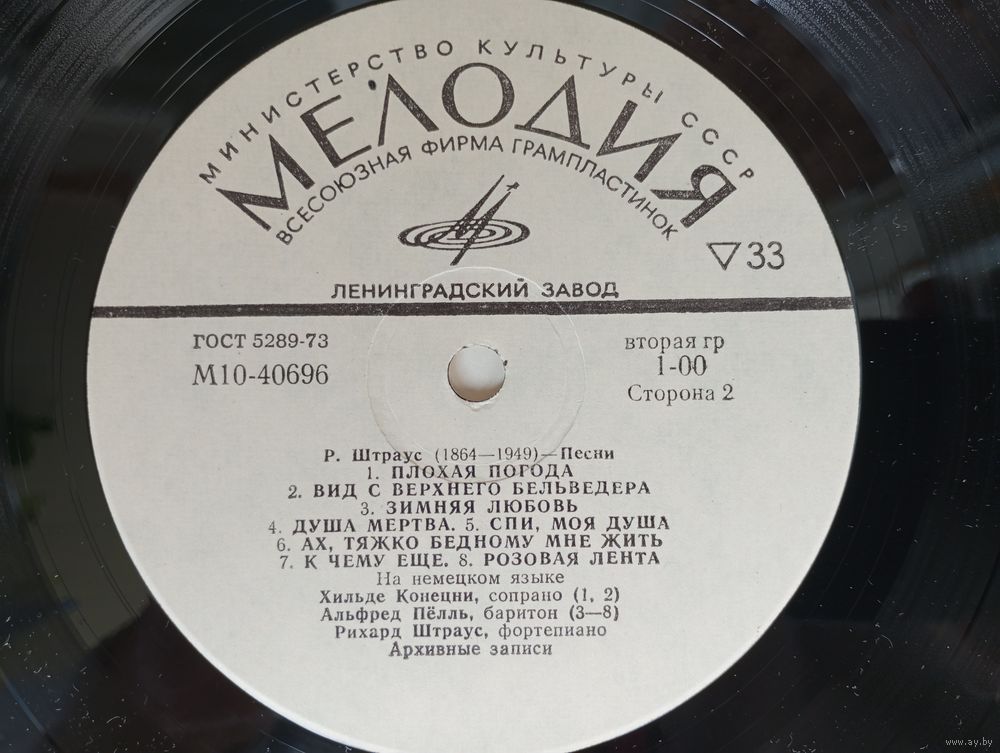 МИНИСТЕРСТВО КУЛЬТУРЫ СССР
МЕЛОДИЯ
ВСЕСОЮЗНАЯ ФИРМА ГРАМПЛАСТИНОК
▽33
ЛЕНИНГРАДСКИЙ ЗАВОД
ГОСТ 5289-73
М10-40696
вторая гр
1-00
Сторона 2
Р. Штраус (1864—1949)—Песни
1. ПЛОХАЯ ПОГОДА
2. ВИД С ВЕРХНЕГО БЕЛЬВЕДЕРА
3. ЗИМНЯЯ ЛЮБОВЬ
4. ДУША МЕРТВА. 5. СПИ, МОЯ ДУША
6. АХ, ТЯЖКО БЕДНОМУ МНЕ ЖИТЬ
7. К ЧЕМУ ЕЩЕ. 8. РОЗОВАЯ ЛЕНТА
На немецком языке
Хильде Конецни, сопрано (1, 2)
Альфред Пёлль, баритон (3—8)
Рихард Штраус, фортепиано
Архивные записи
www.ay.by